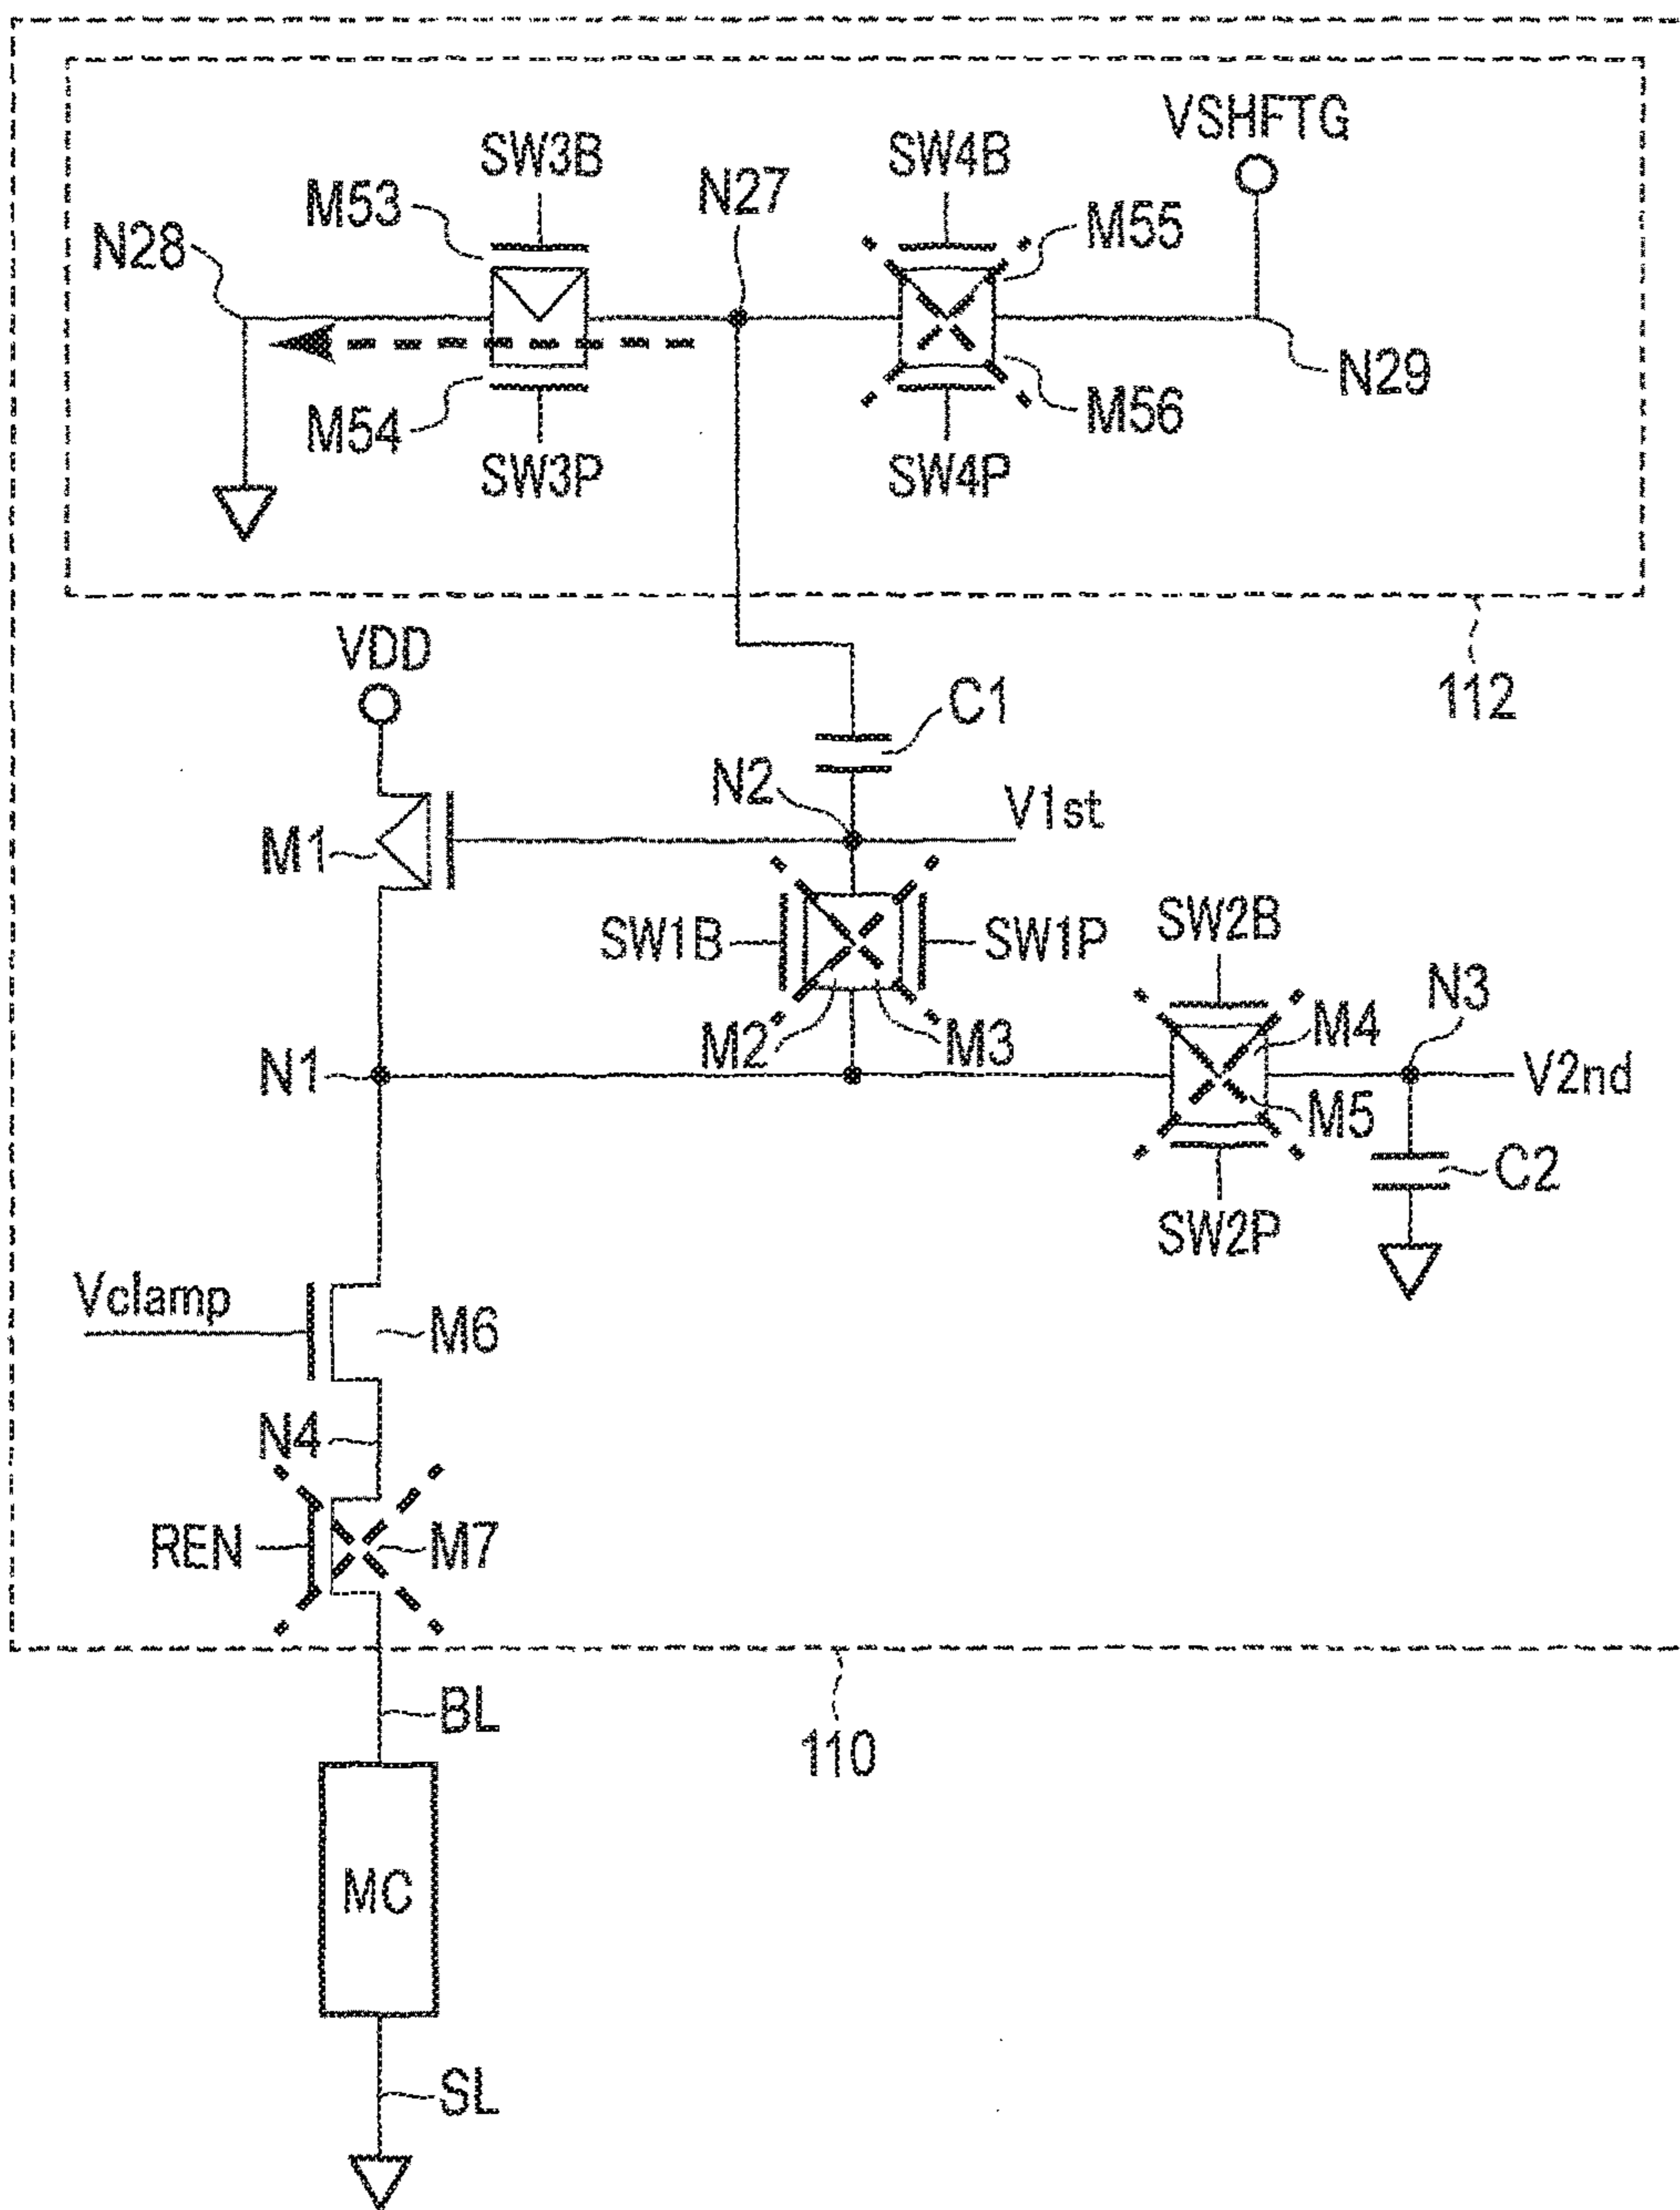 VSHFTG
SW3B
SW4B
N27
M53
M55
N28
N29
M54
M56
SW3P
SW4P
VDD
112
C1
N2
V1st
M1
SW1B
SW1P
SW2B
N3
M2
M3
M4
N1
V2nd
M5
C2
SW2P
Vclamp
M6
N4
REN
M7
BL
110
MC
SL